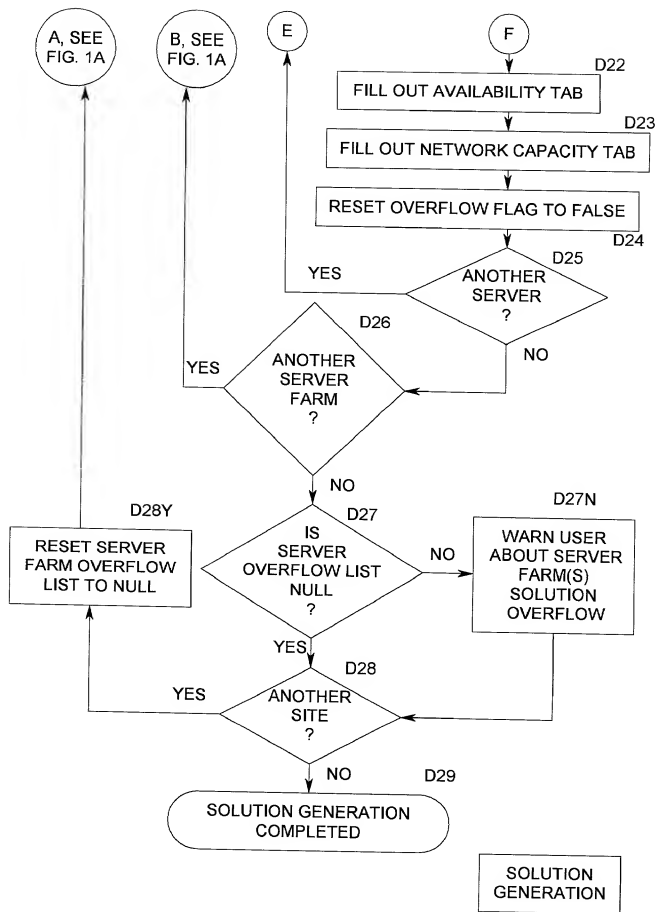 A, SEE
FIG. 1A
B, SEE
FIG. 1A
E
F
D22
FILL OUT AVAILABILITY TAB
D23
FILL OUT NETWORK CAPACITY TAB
RESET OVERFLOW FLAG TO FALSE
D24
D25
YES
ANOTHER
SERVER
?
NO
D26
YES
ANOTHER
SERVER
FARM
?
NO
D27
IS
SERVER
OVERFLOW LIST
NULL
?
NO
D27N
WARN USER
ABOUT SERVER
FARM(S)
SOLUTION
OVERFLOW
D28Y
RESET SERVER
FARM OVERFLOW
LIST TO NULL
YES
D28
YES
ANOTHER
SITE
?
NO
D29
SOLUTION GENERATION
COMPLETED
SOLUTION
GENERATION